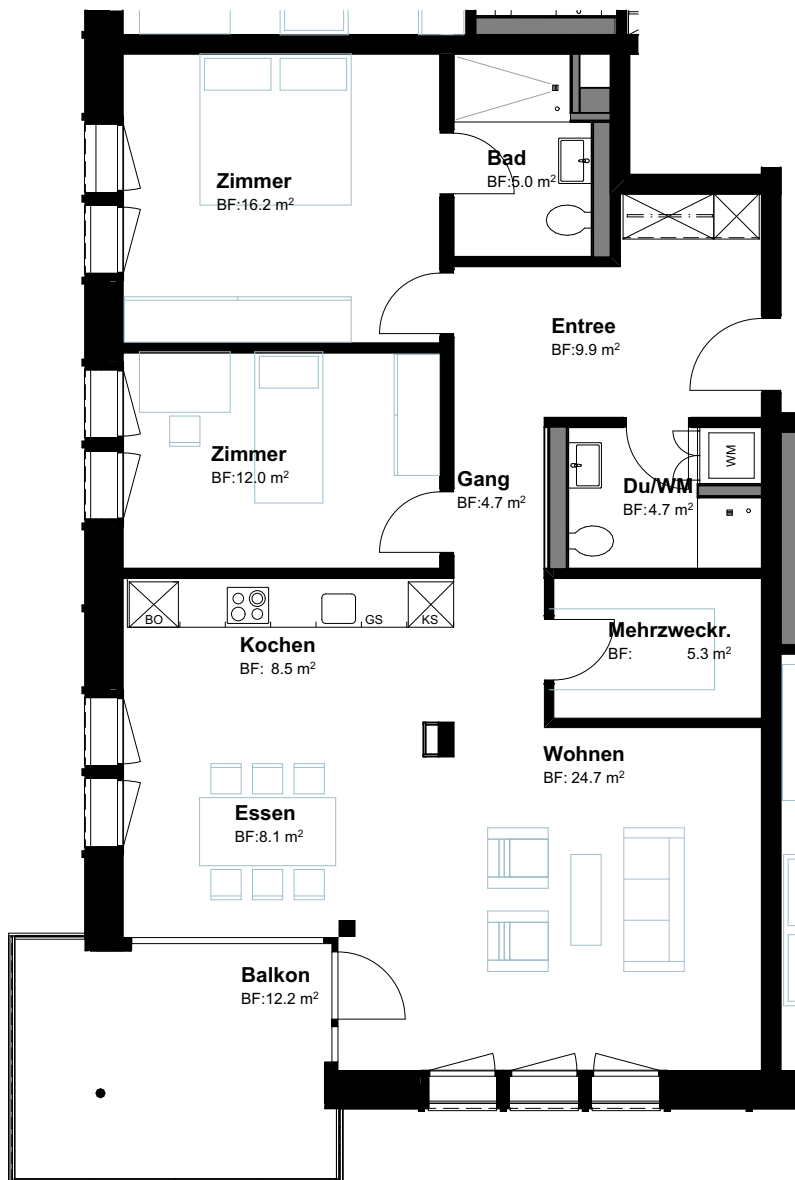 Zimmer
BF:16.2 m²
Bad
BF:5.0 m²
Entree
BF:9.9 m²
Zimmer
BF:12.0 m²
Gang
BF:4.7 m²
WM
Du/WM
BF:4.7 m²
BO
GS
KS
Kochen
BF: 8.5 m²
Mehrzweckr.
BF: 5.3 m²
Wohnen
BF: 24.7 m²
Essen
BF:8.1 m²
Balkon
BF:12.2 m²